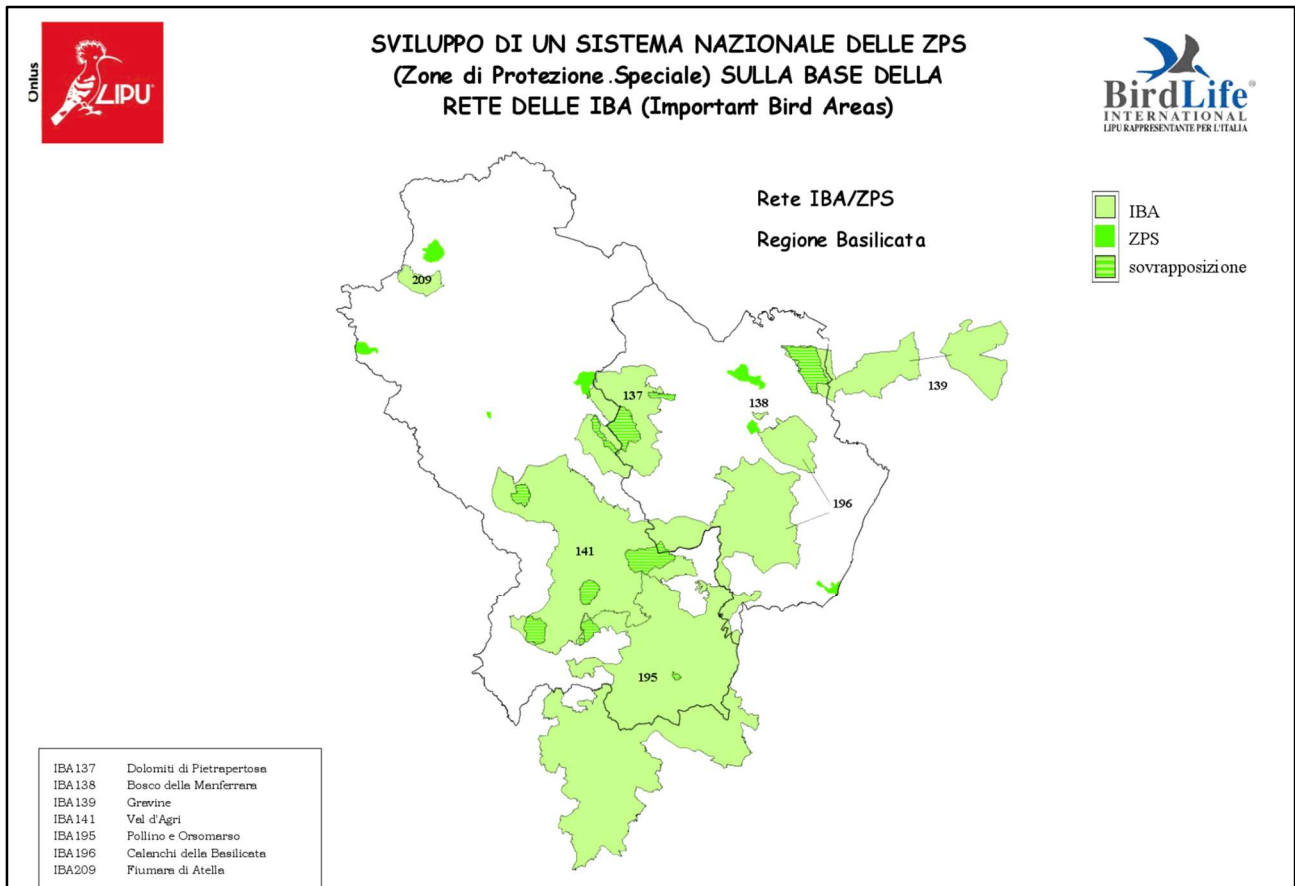 Onlus
LIPU
SVILUPPO DI UN SISTEMA NAZIONALE DELLE ZPS
(Zone di Protezione.Speciale) SULLA BASE DELLA
RETE DELLE IBA (Important Bird Areas)
BirdLife®
INTERNATIONAL
LIPU RAPPRESENTANTE PER L'ITALIA
Rete IBA/ZPS
Regione Basilicata
IBA
ZPS
sovrapposizione
209
137
138
139
196
141
195
IBA137 Dolomiti di Pietrapertosa
IBA138 Bosco della Manferrara
IBA139 Gravine
IBA141 Val d'Agri
IBA195 Pollino e Orsomarso
IBA196 Calanchi della Basilicata
IBA209 Fiumara di Atella